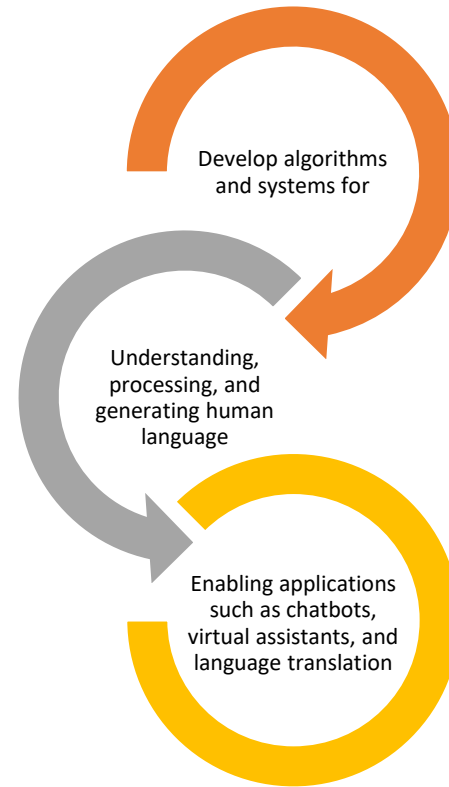 Develop algorithms
and systems for
Understanding,
processing, and
generating human
language
Enabling applications
such as chatbots,
virtual assistants, and
language translation